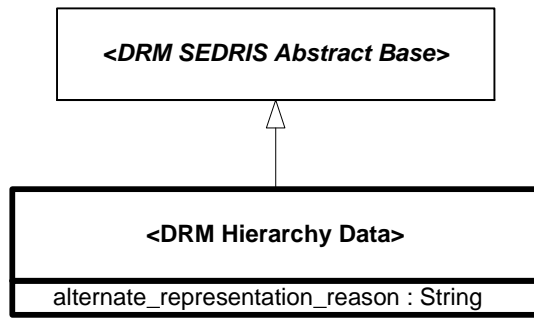 <DRM SEDRIS Abstract Base>
<DRM Hierarchy Data>
alternate_representation_reason : String